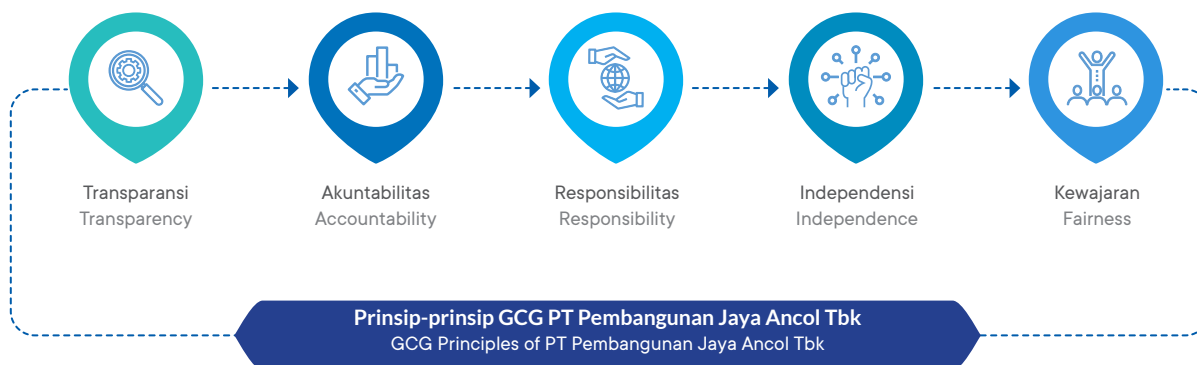 Transparansi
Transparency
Akuntabilitas
Accountability
Responsibilitas
Responsibility
Independensi
Independence
Kewajaran
Fairness
Prinsip-prinsip GCG PT Pembangunan Jaya Ancol Tbk
GCG Principles of PT Pembangunan Jaya Ancol Tbk